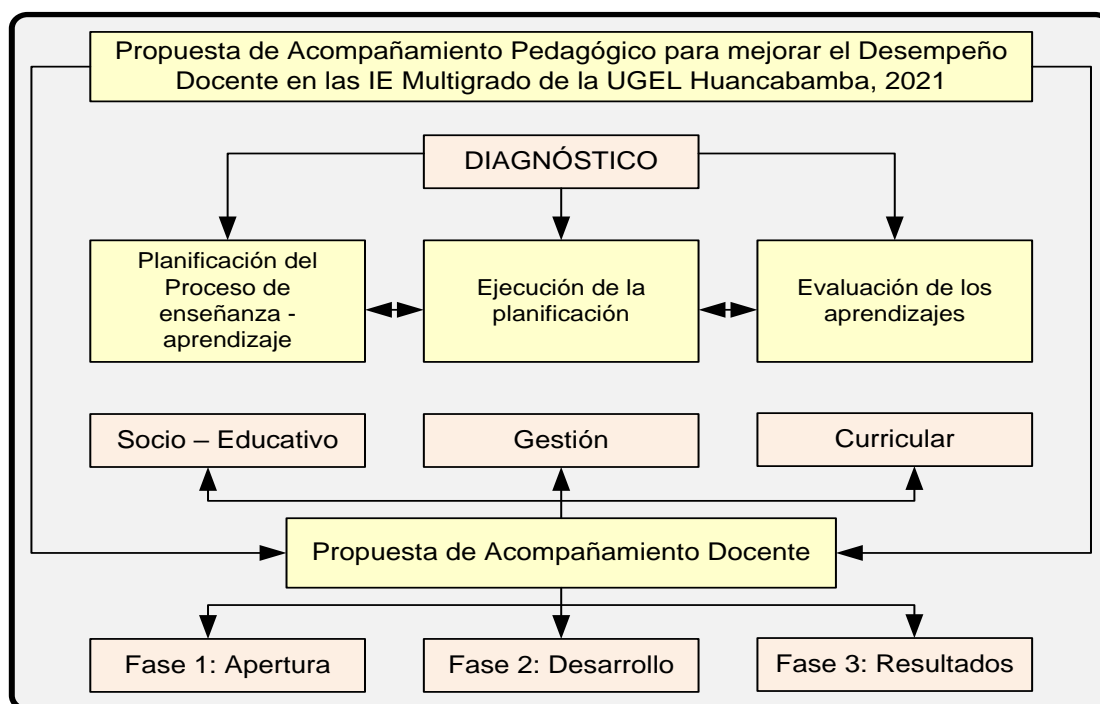 Propuesta de Acompañamiento Pedagógico para mejorar el Desempeño
Docente en las IE Multigrado de la UGEL Huancabamba, 2021
DIAGNÓSTICO
Planificación del
Proceso de
enseñanza -
aprendizaje
Ejecución de la
planificación
Evaluación de los
aprendizajes
Socio – Educativo
Gestión
Curricular
Propuesta de Acompañamiento Docente
Fase 1: Apertura
Fase 2: Desarrollo
Fase 3: Resultados